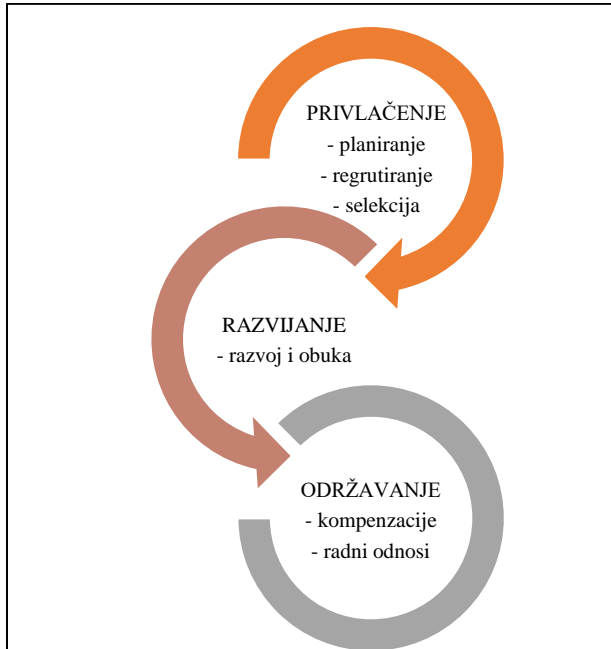 PRIVLAČENJE
- planiranje
- regrutiranje
- selekcija
RAZVIJANJE
- razvoj i obuka
ODRŽAVANJE
- kompenzacije
- radni odnosi